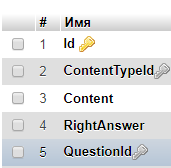 # Имя
1 Id
2 ContentTypeId
3 Content
4 RightAnswer
5 QuestionId